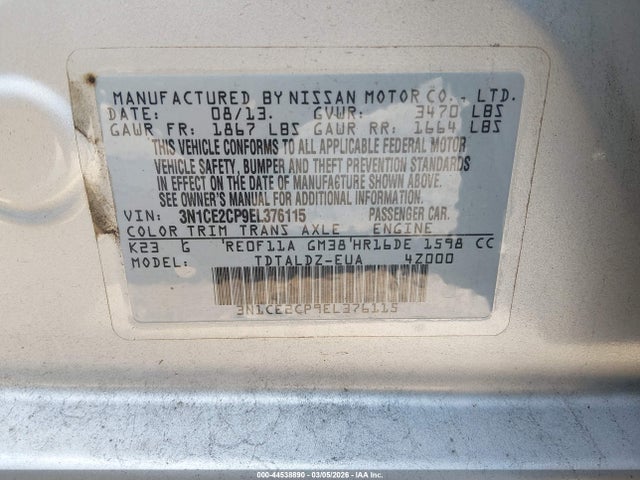 MANUFACTURED BY NISSAN MOTOR CO., LTD.
DATE: 08/13. GVWR: 3470 LBS
GAWR FR: 1867 LBS GAWR RR: 1664 LBS
THIS VEHICLE CONFORMS TO ALL APPLICABLE FEDERAL MOTOR
VEHICLE SAFETY, BUMPER AND THEFT PREVENTION STANDARDS
IN EFFECT ON THE DATE OF MANUFACTURE SHOWN ABOVE.
SEE OWNER'S MANUAL FOR ADDITIONAL INFORMATION.
VIN: 3N1CE2CP9EL376115 PASSENGER CAR.
COLOR TRIM TRANS AXLE ENGINE
K23 G 'RE0F11A GM38'HR16DE 1598 CC
MODEL: TDTALDZ-EUA 4Z000
3N1CE2CP9EL376115
000-44538890 - 03/05/2026 - IAA Inc.